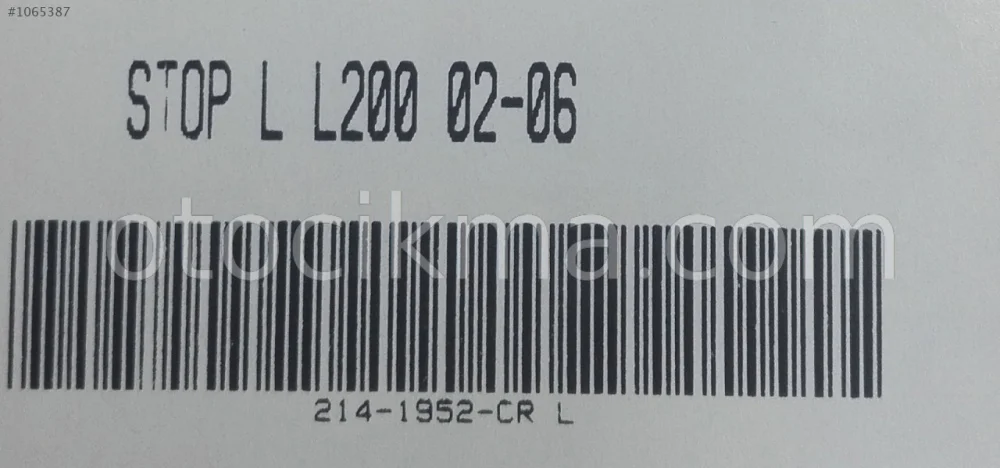 #1065387
STOP L L200 02-06
otocikma.com
214-1952-CR L